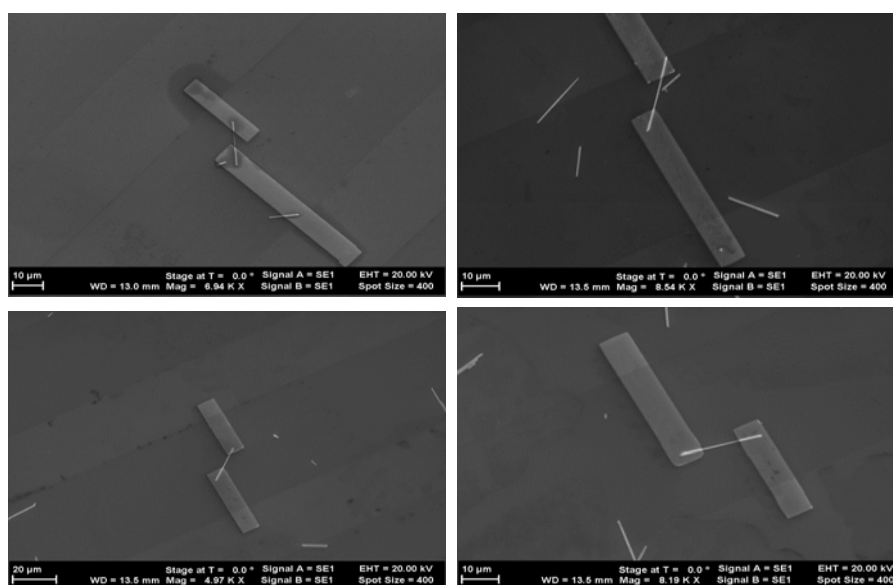 10 µm
Stage at T = 0.0 ° Signal A = SE1 EHT = 20.00 kV
WD = 13.0 mm Mag = 6.94 K X Signal B = SE1 Spot Size = 400
10 µm
Stage at T = 0.0 ° Signal A = SE1 EHT = 20.00 kV
WD = 13.5 mm Mag = 8.54 K X Signal B = SE1 Spot Size = 400
20 µm
Stage at T = 0.0 ° Signal A = SE1 EHT = 20.00 kV
WD = 13.5 mm Mag = 4.97 K X Signal B = SE1 Spot Size = 400
10 µm
Stage at T = 0.0 ° Signal A = SE1 EHT = 20.00 kV
WD = 13.5 mm Mag = 8.19 K X Signal B = SE1 Spot Size = 400